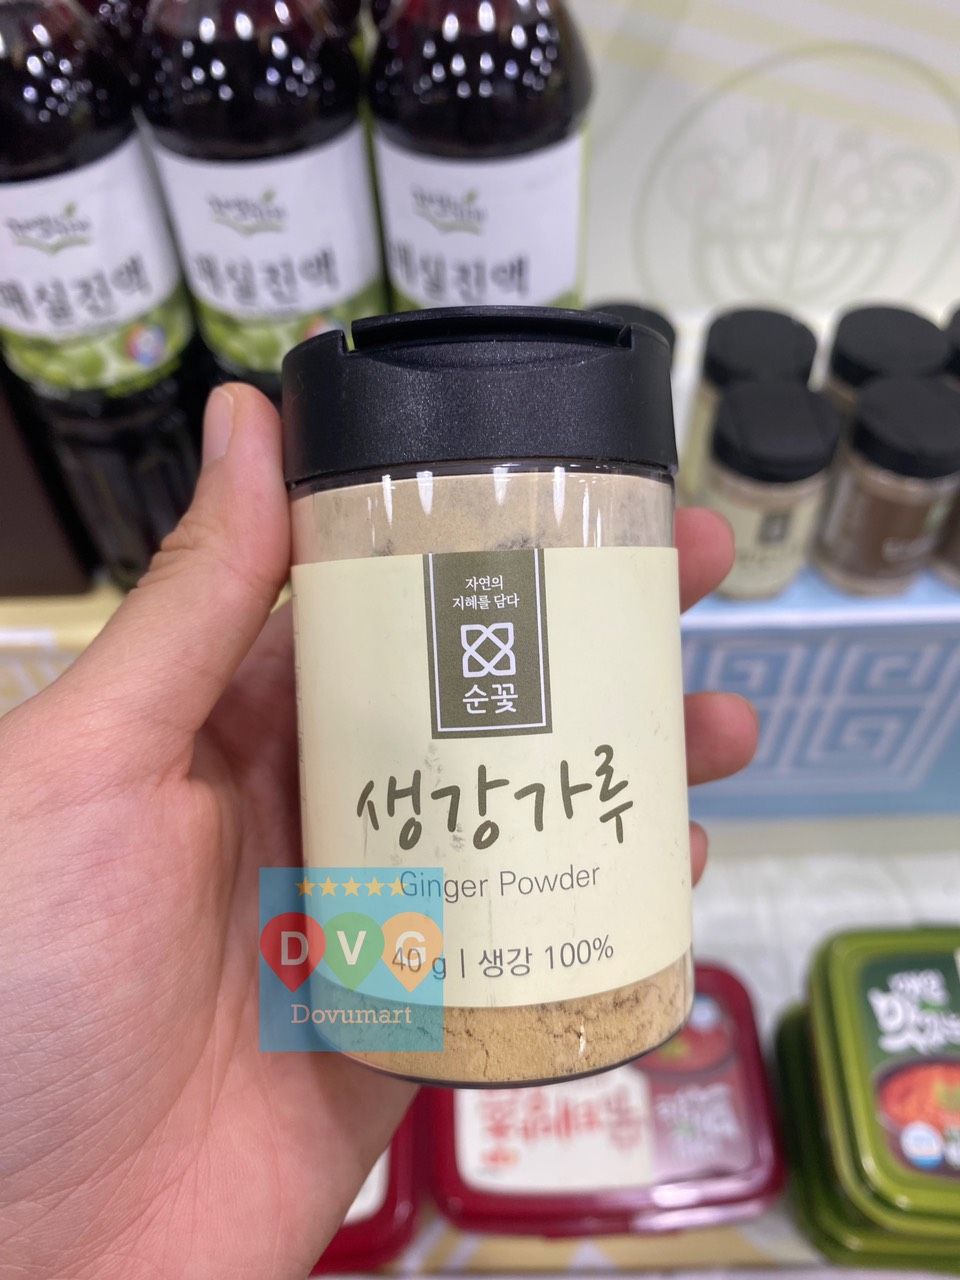 매실진액
매실진액
매실진액
자연의
지혜를 담다
순꽃
생강가루
Ginger Powder
40 g | 생강 100%
DVG
Dovumart